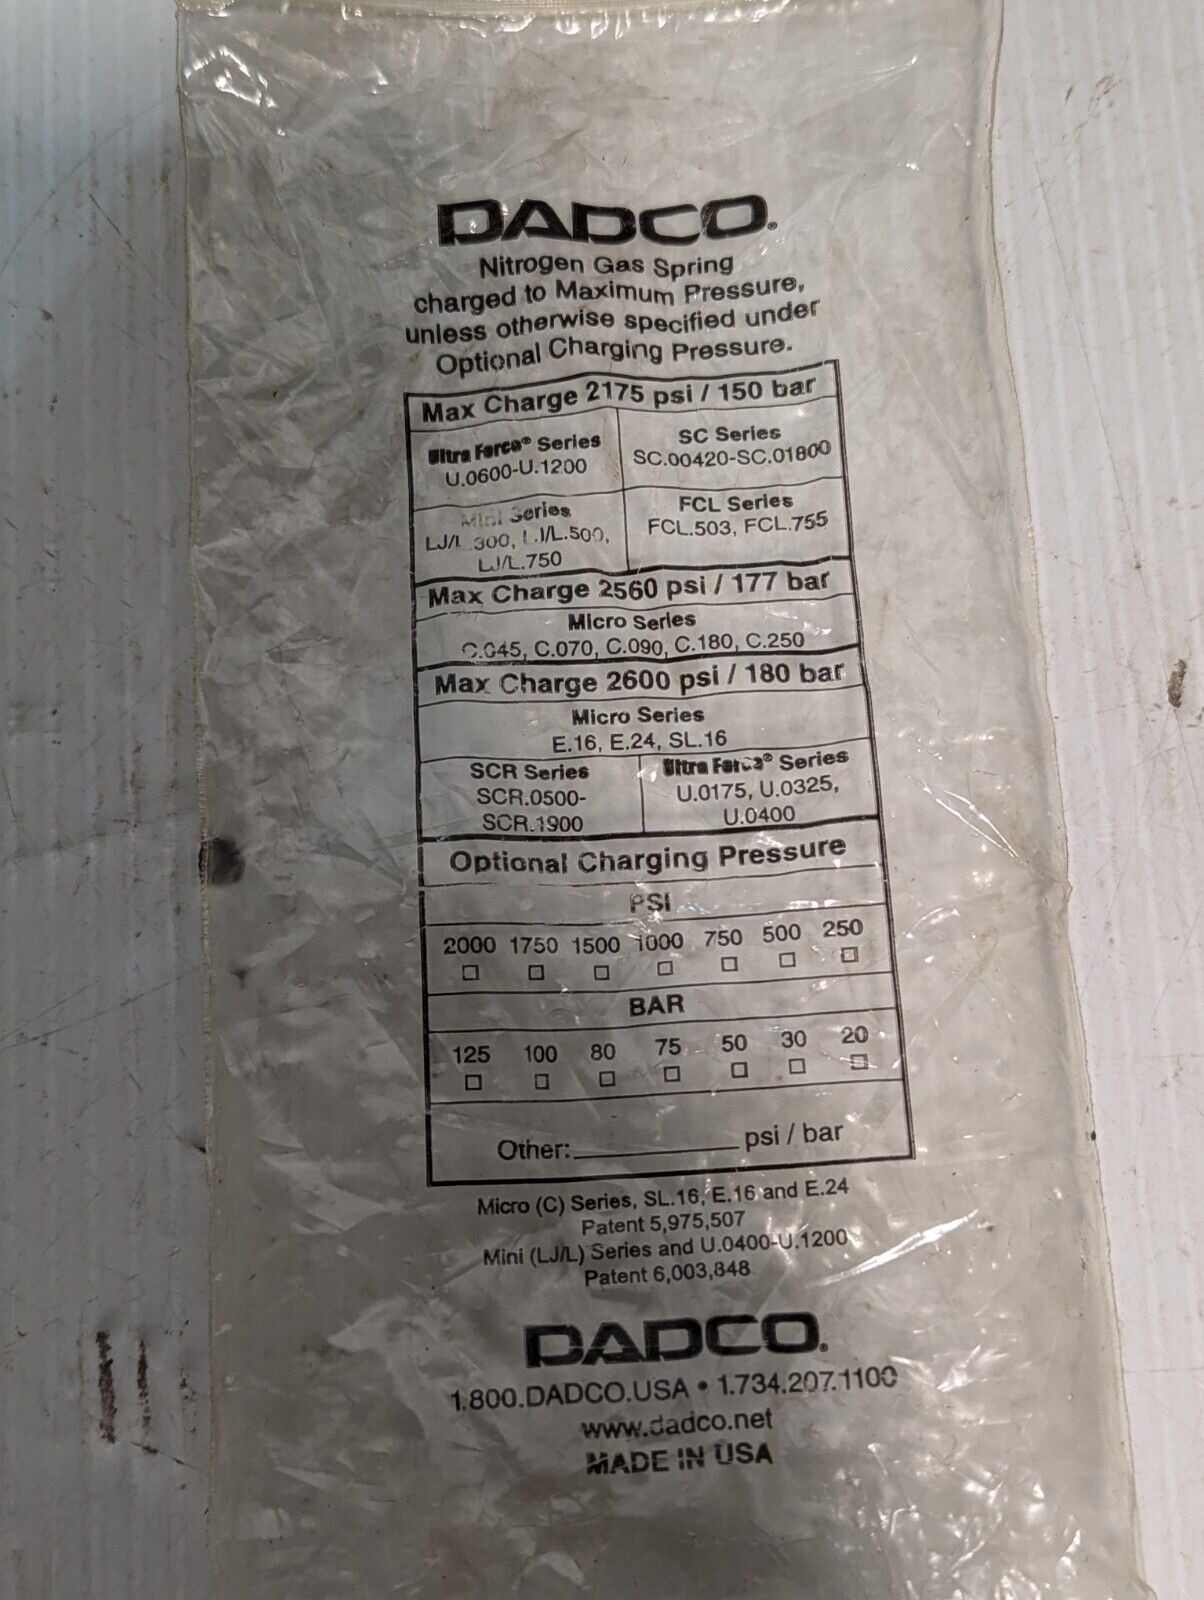 DADCO®
Nitrogen Gas Spring
charged to Maximum Pressure,
unless otherwise specified under
Optional Charging Pressure.
Max Charge 2175 psi / 150 bar
Ultra Force® Series
U.0600-U.1200
SC Series
SC.00420-SC.01800
Mini Series
LJ/L.300, LJ/L.500,
LJ/L.750
FCL Series
FCL.503, FCL.755
Max Charge 2560 psi / 177 bar
Micro Series
C.045, C.070, C.090, C.180, C.250
Max Charge 2600 psi / 180 bar
Micro Series
E.16, E.24, SL.16
SCR Series
SCR.0500-
SCR.1900
Ultra Force® Series
U.0175, U.0325,
U.0400
Optional Charging Pressure
PSI
2000 1750 1500 1000 750 500 250
☐ ☐ ☐ ☐ ☐ ☐ ☐
BAR
125 100 80 75 50 30 20
☐ ☐ ☐ ☐ ☐ ☐ ☐
Other:____________ psi / bar
Micro (C) Series, SL.16, E.16 and E.24
Patent 5,975,507
Mini (LJ/L) Series and U.0400-U.1200
Patent 6,003,848
DADCO®
1.800.DADCO.USA • 1.734.207.1100
www.dadco.net
MADE IN USA